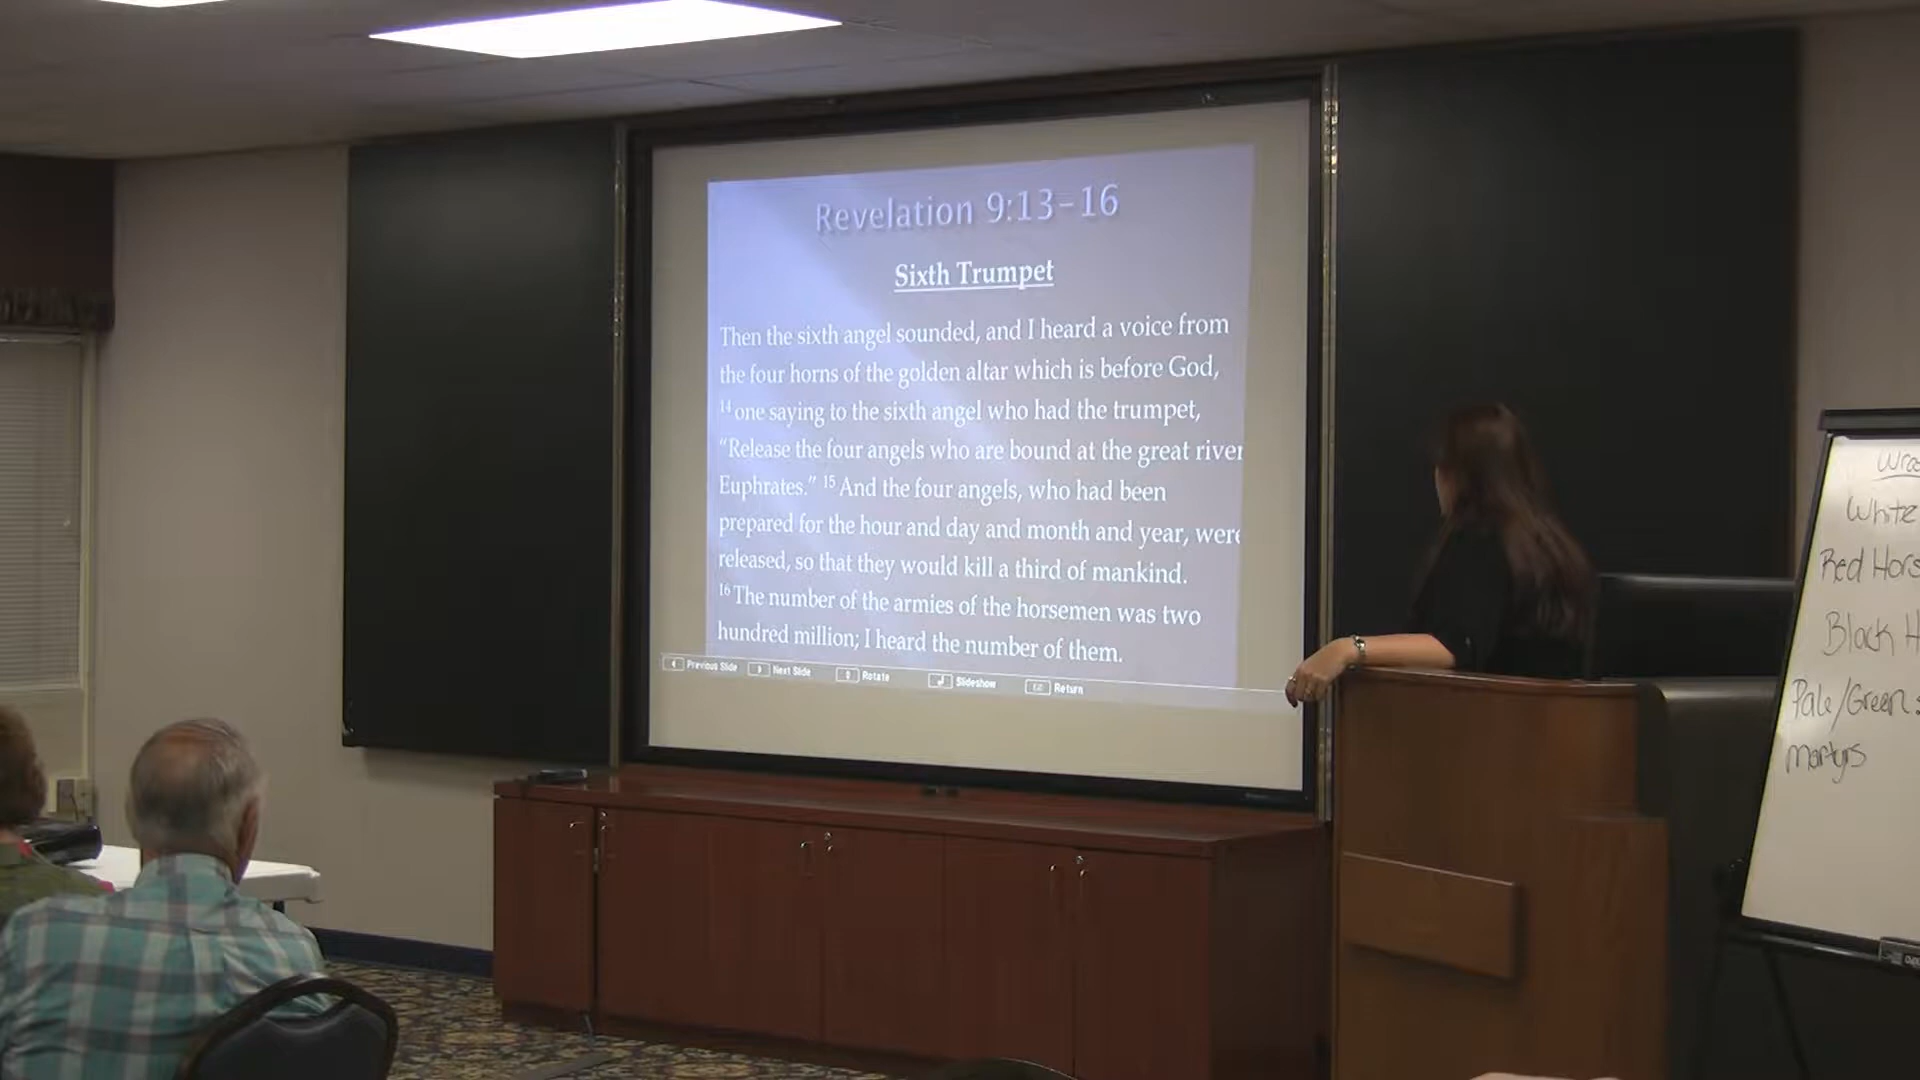 Revelation 9:13-16
Sixth Trumpet
Then the sixth angel sounded, and I heard a voice from
the four horns of the golden altar which is before God,
14 one saying to the sixth angel who had the trumpet,
“Release the four angels who are bound at the great river
Euphrates.” 15 And the four angels, who had been
prepared for the hour and day and month and year, were
released, so that they would kill a third of mankind.
16 The number of the armies of the horsemen was two
hundred million; I heard the number of them.
Previous Slide Next Slide Rotate Slideshow Return
White
Red Hors
Black H
Pale/Green
martyrs